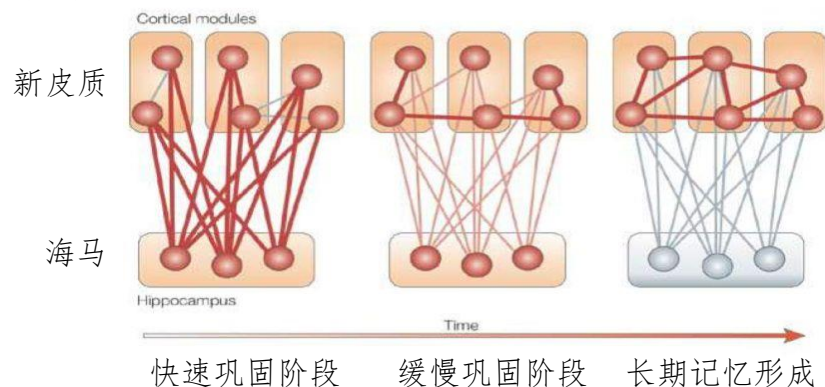 Cortical modules
新皮质
海马
Hippocampus
Time
快速巩固阶段
缓慢巩固阶段
长期记忆形成